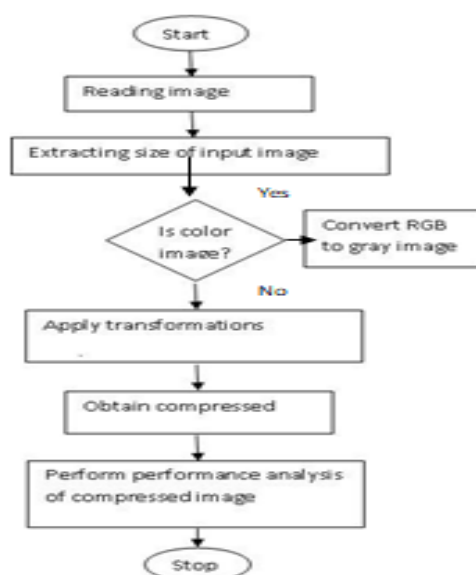 Start
Reading image
Extracting size of input image
Yes
Is color
image?
Convert RGB
to gray image
No
Apply transformations
Obtain compressed
Perform performance analysis
of compressed image
Stop